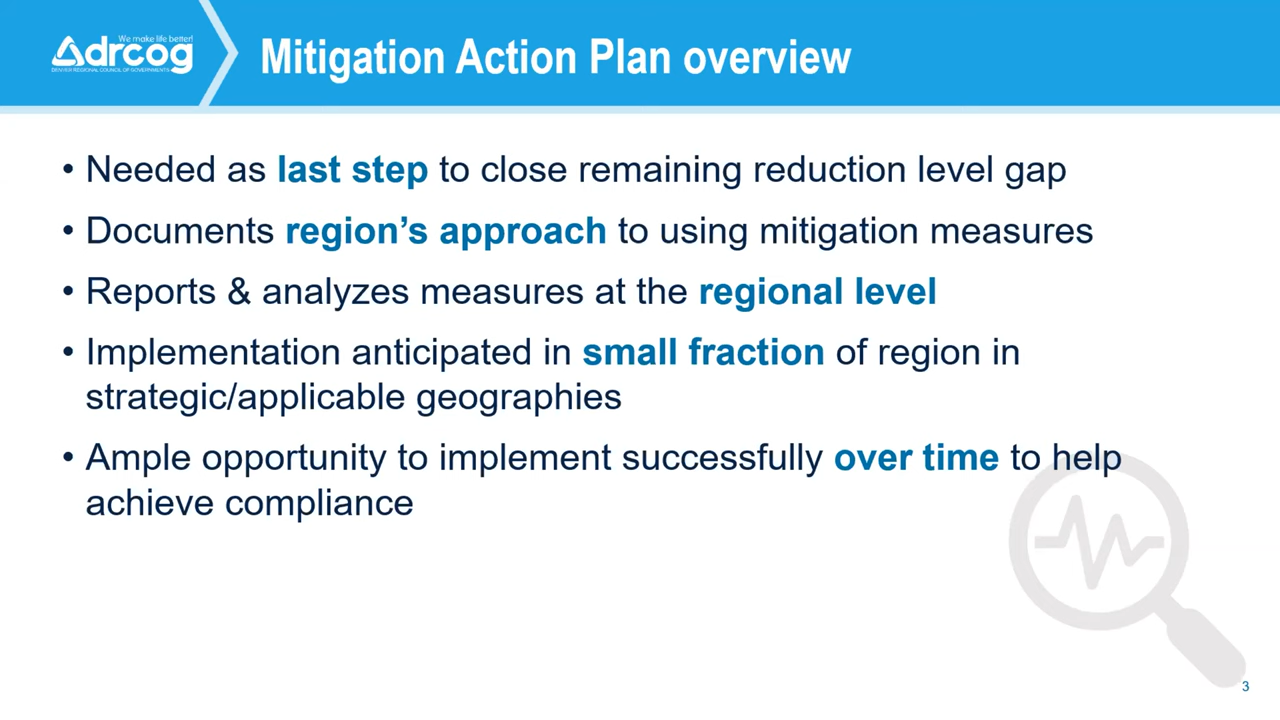 We make life better!
drcog
DENVER REGIONAL COUNCIL OF GOVERNMENTS
Mitigation Action Plan overview
• Needed as last step to close remaining reduction level gap
• Documents region’s approach to using mitigation measures
• Reports & analyzes measures at the regional level
• Implementation anticipated in small fraction of region in
strategic/applicable geographies
• Ample opportunity to implement successfully over time to help
achieve compliance
3